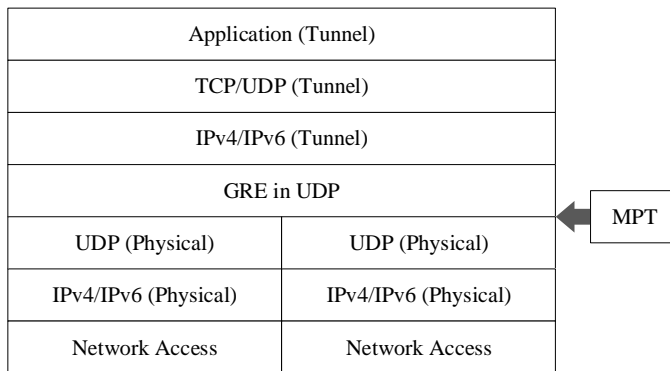 Application (Tunnel)
TCP/UDP (Tunnel)
IPv4/IPv6 (Tunnel)
GRE in UDP
MPT
UDP (Physical) UDP (Physical)
IPv4/IPv6 (Physical) IPv4/IPv6 (Physical)
Network Access Network Access